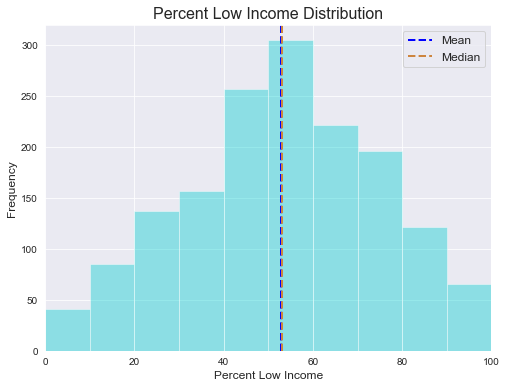 Percent Low Income Distribution
Mean
Median
300
250
200
150
100
50
0
Frequency
0 20 40 60 80 100
Percent Low Income